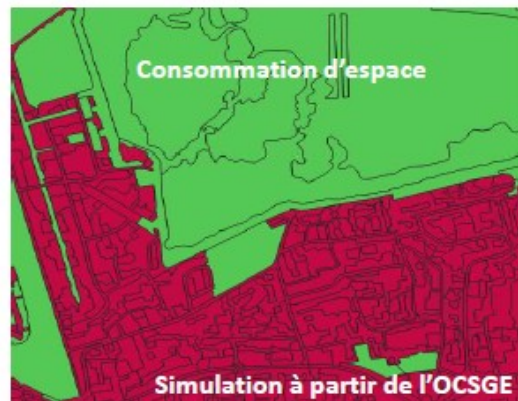 Consommation d’espace
Simulation à partir de l’OCSGE